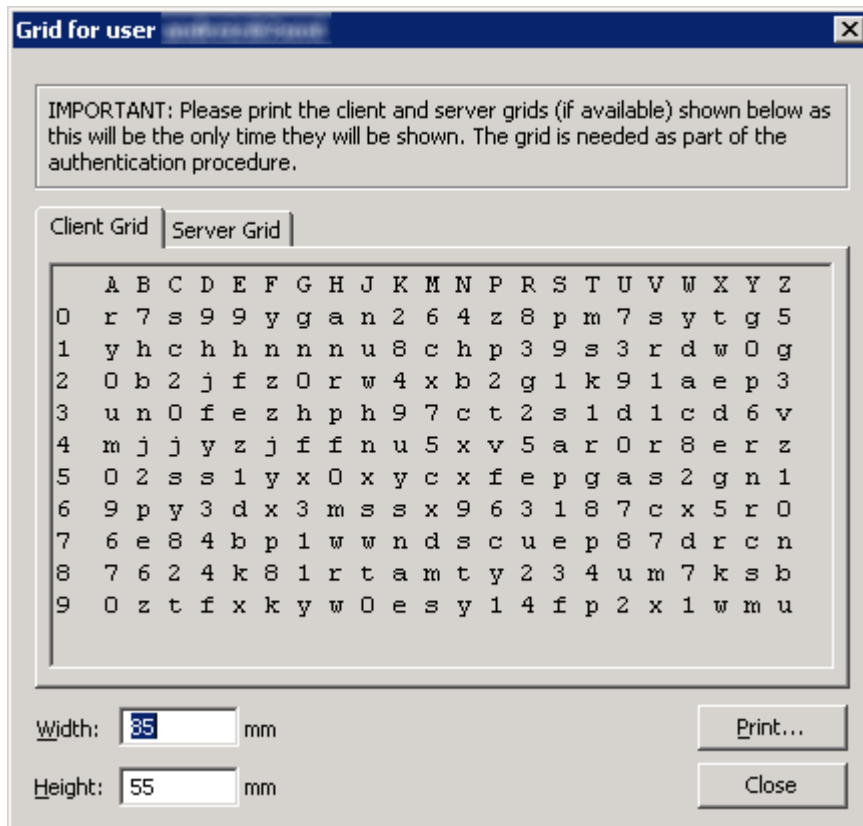 Grid for user
IMPORTANT: Please print the client and server grids (if available) shown below as
this will be the only time they will be shown. The grid is needed as part of the
authentication procedure.
Client Grid Server Grid
A B C D E F G H J K M N P R S T U V W X Y Z
0 r 7 s 9 9 y g a n 2 6 4 z 8 p m 7 s y t g 5
1 y h c h h n n n u 8 c h p 3 9 s 3 r d w 0 g
2 0 b 2 j f z 0 r w 4 x b 2 g 1 k 9 1 a e p 3
3 u n 0 f e z h p h 9 7 c t 2 s 1 d 1 c d 6 v
4 m j j y z j f f n u 5 x v 5 a r 0 r 8 e r z
5 0 2 s s 1 y x 0 x y c x f e p g a s 2 g n 1
6 9 p y 3 d x 3 m s s x 9 6 3 1 8 7 c x 5 r 0
7 6 e 8 4 b p 1 w w n d s c u e p 8 7 d r c n
8 7 6 2 4 k 8 1 r t a m t y 2 3 4 u m 7 k s b
9 0 z t f x k y w 0 e s y 1 4 f p 2 x 1 w m u
Width: 85 mm Print...
Height: 55 mm Close